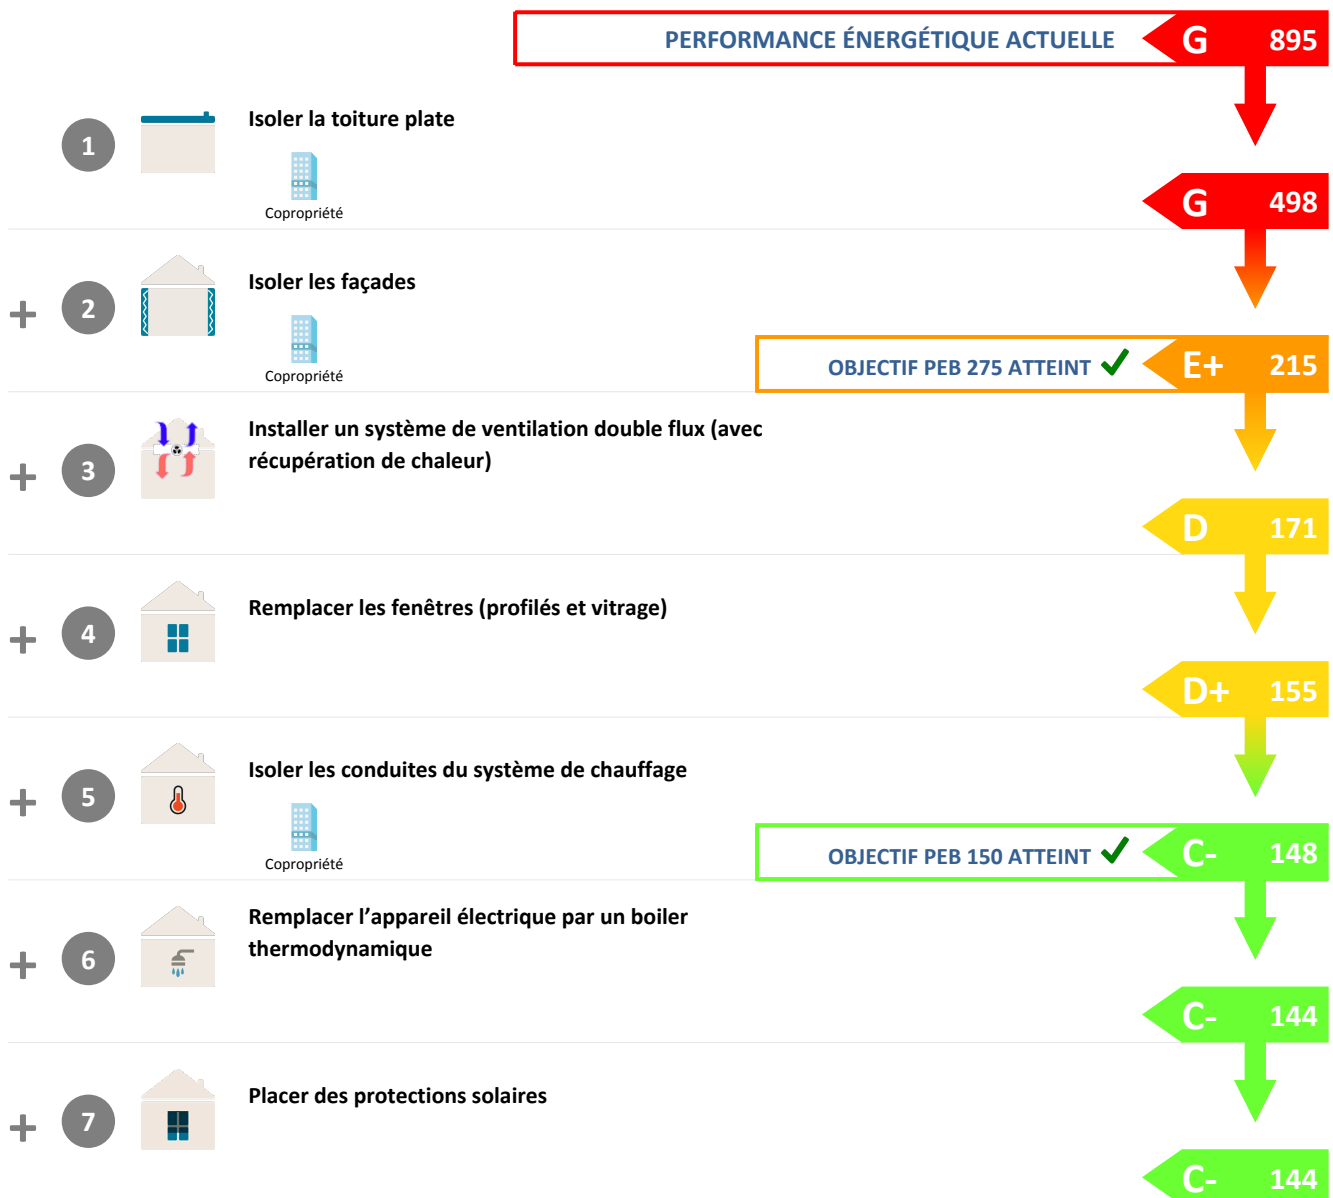 PERFORMANCE ÉNERGÉTIQUE ACTUELLE G 895
1 Isoler la toiture plate
Copropriété
G 498
+ 2 Isoler les façades
Copropriété
OBJECTIF PEB 275 ATTEINT ✓ E+ 215
+ 3 Installer un système de ventilation double flux (avec
récupération de chaleur)
D 171
+ 4 Remplacer les fenêtres (profilés et vitrage)
D+ 155
+ 5 Isoler les conduites du système de chauffage
Copropriété
OBJECTIF PEB 150 ATTEINT ✓ C- 148
+ 6 Remplacer l’appareil électrique par un boiler
thermodynamique
C- 144
+ 7 Placer des protections solaires
C- 144